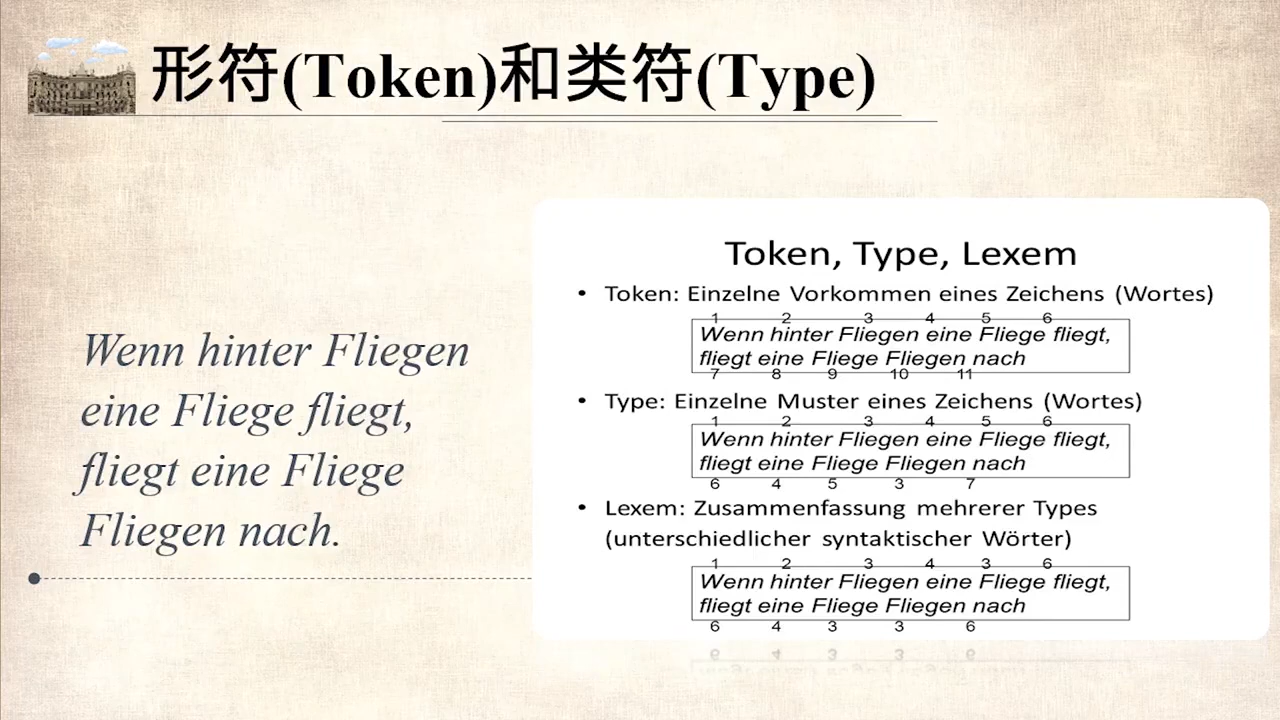 形符(Token)和类符(Type)
Wenn hinter Fliegen
eine Fliege fliegt,
fliegt eine Fliege
Fliegen nach.
Token, Type, Lexem
• Token: Einzelne Vorkommen eines Zeichens (Wortes)
1 2 3 4 5 6
Wenn hinter Fliegen eine Fliege fliegt,
fliegt eine Fliege Fliegen nach
7 8 9 10 11
• Type: Einzelne Muster eines Zeichens (Wortes)
1 2 3 4 5 6
Wenn hinter Fliegen eine Fliege fliegt,
fliegt eine Fliege Fliegen nach
6 4 5 3 7
• Lexem: Zusammenfassung mehrerer Types
(unterschiedlicher syntaktischer Wörter)
1 2 3 4 3 6
Wenn hinter Fliegen eine Fliege fliegt,
fliegt eine Fliege Fliegen nach
6 4 3 3 6